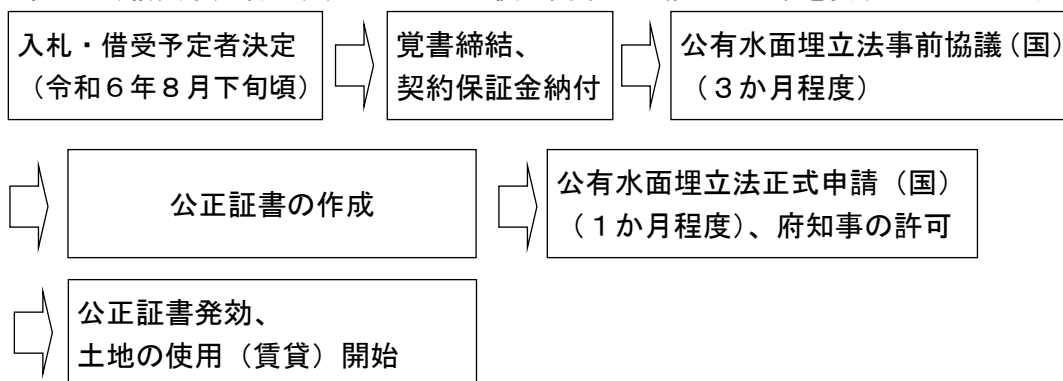 入札・借受予定者決定
（令和６年８月下旬頃）
覚書締結、
契約保証金納付
公有水面埋立法事前協議（国）
（３か月程度）
公正証書の作成
公有水面埋立法正式申請（国）
（１か月程度）、府知事の許可
公正証書発効、
土地の使用（賃貸）開始